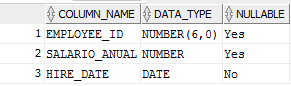 COLUMN_NAME DATA_TYPE NULLABLE
1 EMPLOYEE_ID NUMBER(6,0) Yes
2 SALARIO_ANUAL NUMBER Yes
3 HIRE_DATE DATE No